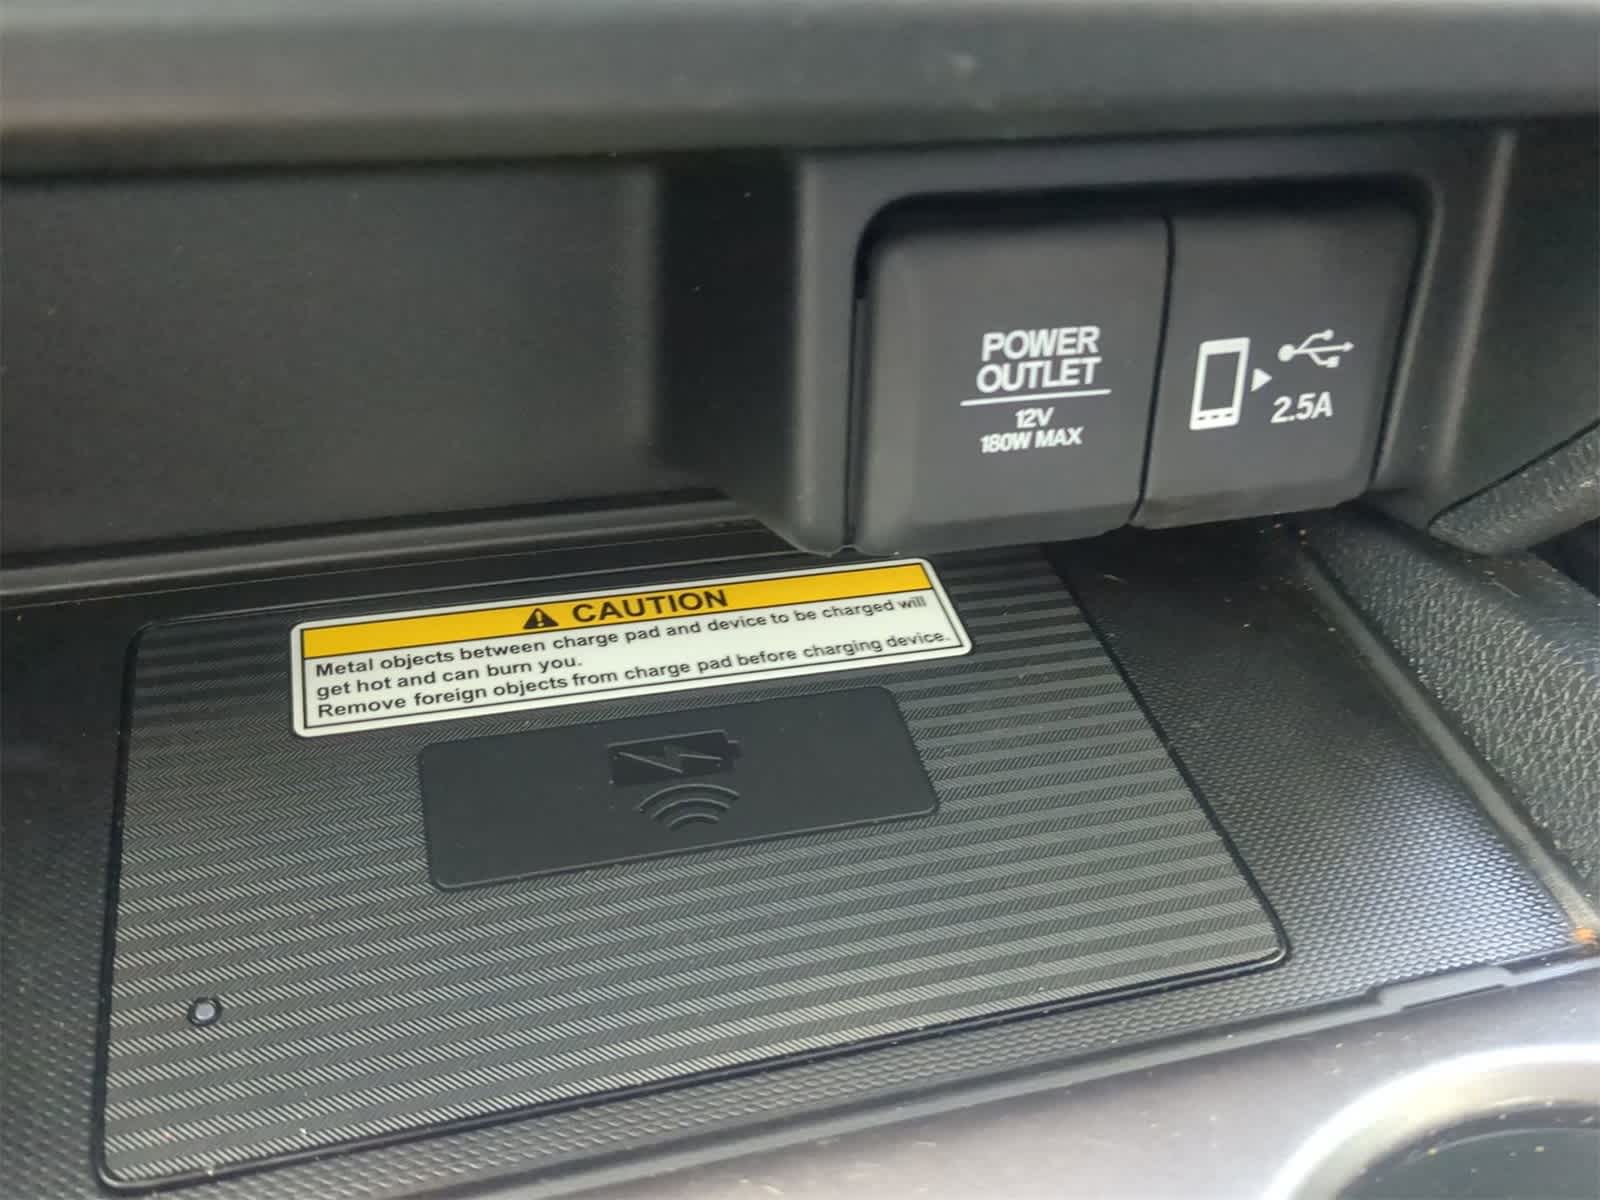 POWER
OUTLET
12V
180W MAX
2.5A
CAUTION
Metal objects between charge pad and device to be charged will
get hot and can burn you.
Remove foreign objects from charge pad before charging device.